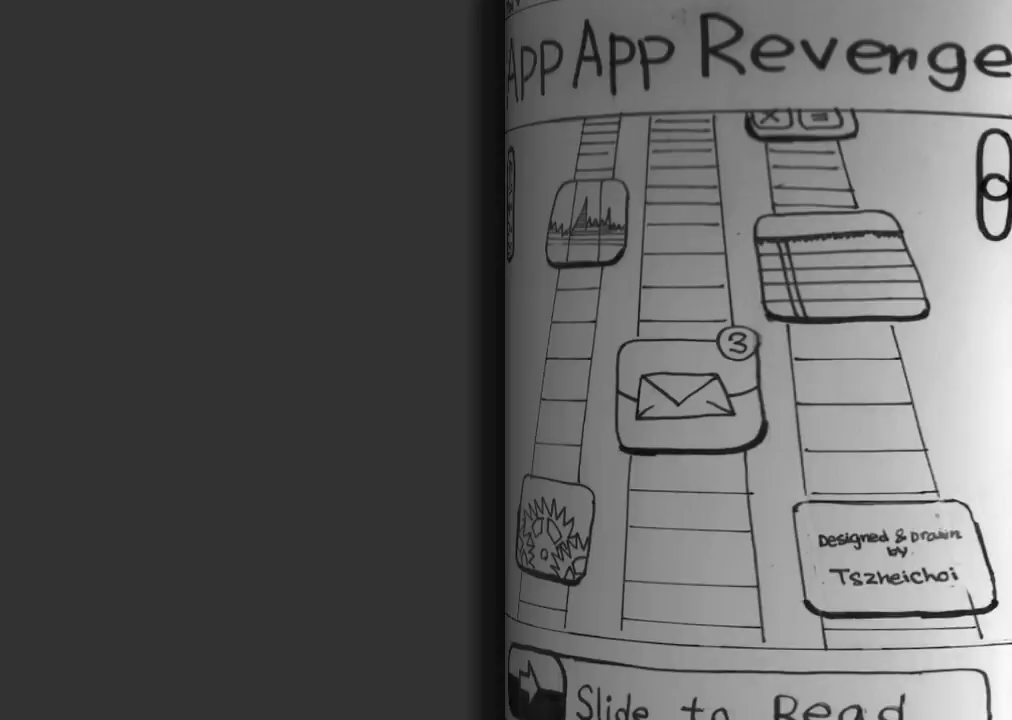 App App Revenge
3
Designed & Drawn
by
Tszheichoi
Slide to Read